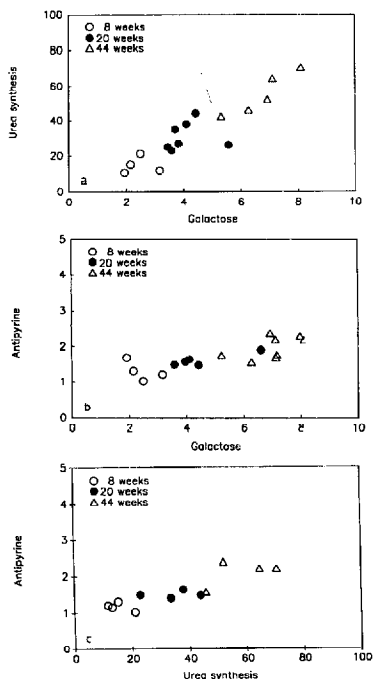 100
80
60
40
20
0
Urea synthesis
8 weeks
20 weeks
44 weeks
a
0 2 4 6 8 10
Galactose
5
4
3
2
1
0
Antipyrine
8 weeks
20 weeks
44 weeks
b
0 2 4 6 8 10
Galactose
5
4
3
2
1
0
Antipyrine
8 weeks
20 weeks
44 weeks
c
0 20 40 60 80 100
Urea synthesis